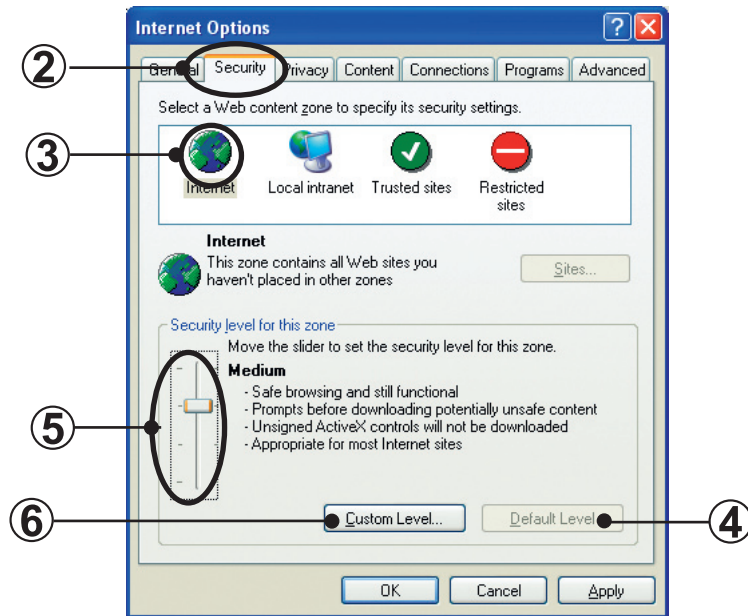 Internet Options
②
General Security Privacy Content Connections Programs Advanced
Select a Web content zone to specify its security settings.
③
Internet Local intranet Trusted sites Restricted sites
Internet
This zone contains all Web sites you
haven't placed in other zones
Sites...
Security level for this zone
Move the slider to set the security level for this zone.
Medium
- Safe browsing and still functional
- Prompts before downloading potentially unsafe content
- Unsigned ActiveX controls will not be downloaded
- Appropriate for most Internet sites
⑤
⑥
Custom Level... Default Level
④
OK Cancel Apply